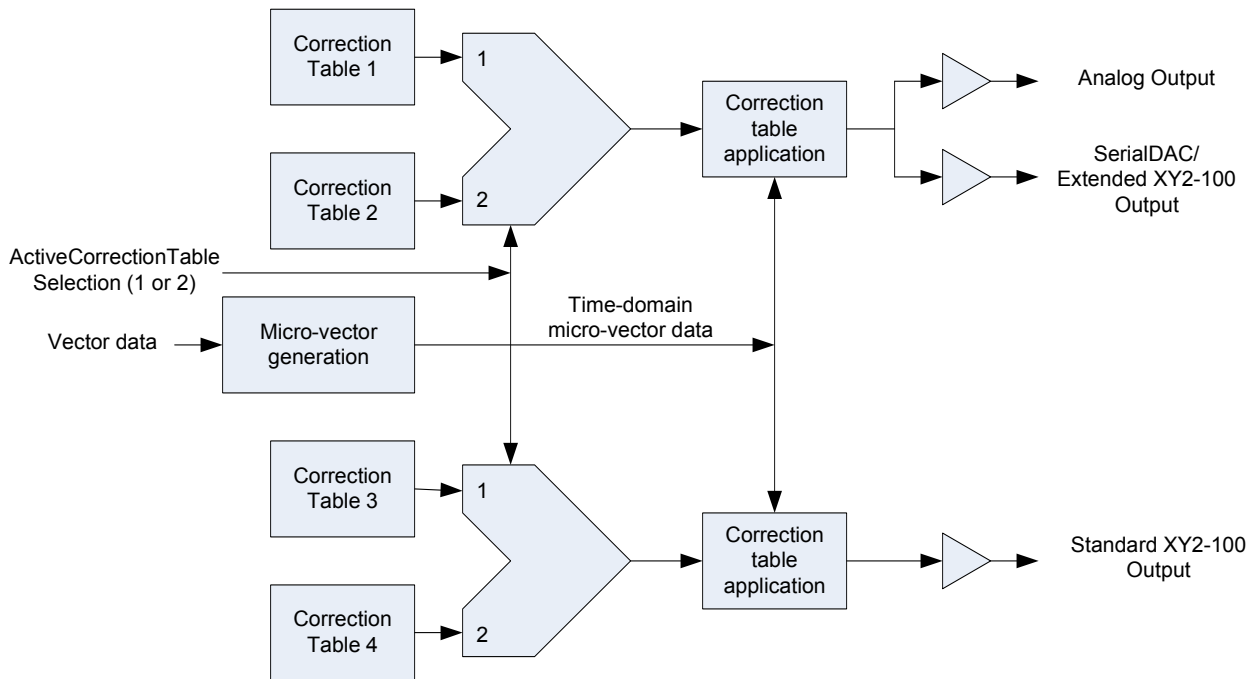 Correction
Table 1
1
Correction
Table 2
2
Correction
table
application
Analog Output
SerialDAC/
Extended XY2-100
Output
ActiveCorrectionTable
Selection (1 or 2)
Vector data
Micro-vector
generation
Time-domain
micro-vector data
Correction
Table 3
1
Correction
Table 4
2
Correction
table
application
Standard XY2-100
Output